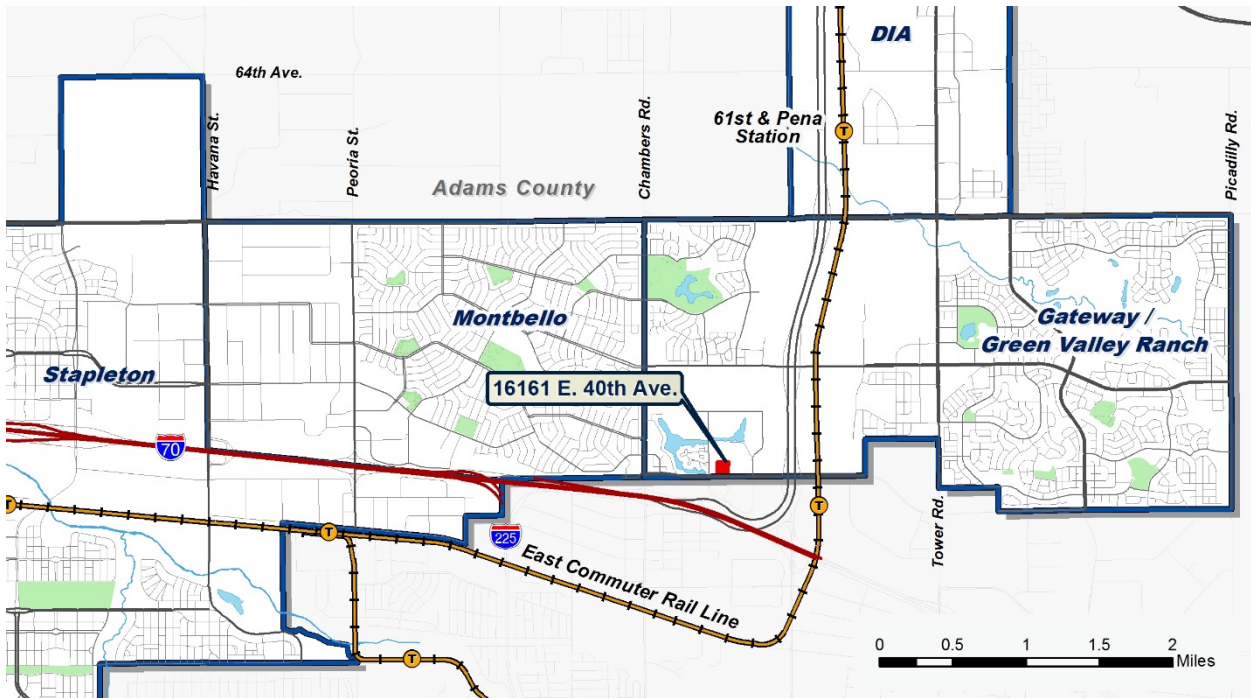 DIA
64th Ave.
61st & Pena
Station
T
Havana St.
Peoria St.
Chambers Rd.
Picadilly Rd.
Adams County
Montbello
Gateway /
Green Valley Ranch
Stapleton
16161 E. 40th Ave.
70
T
T
T
225
East Commuter Rail Line
Tower Rd.
T
0 0.5 1 1.5 2
Miles